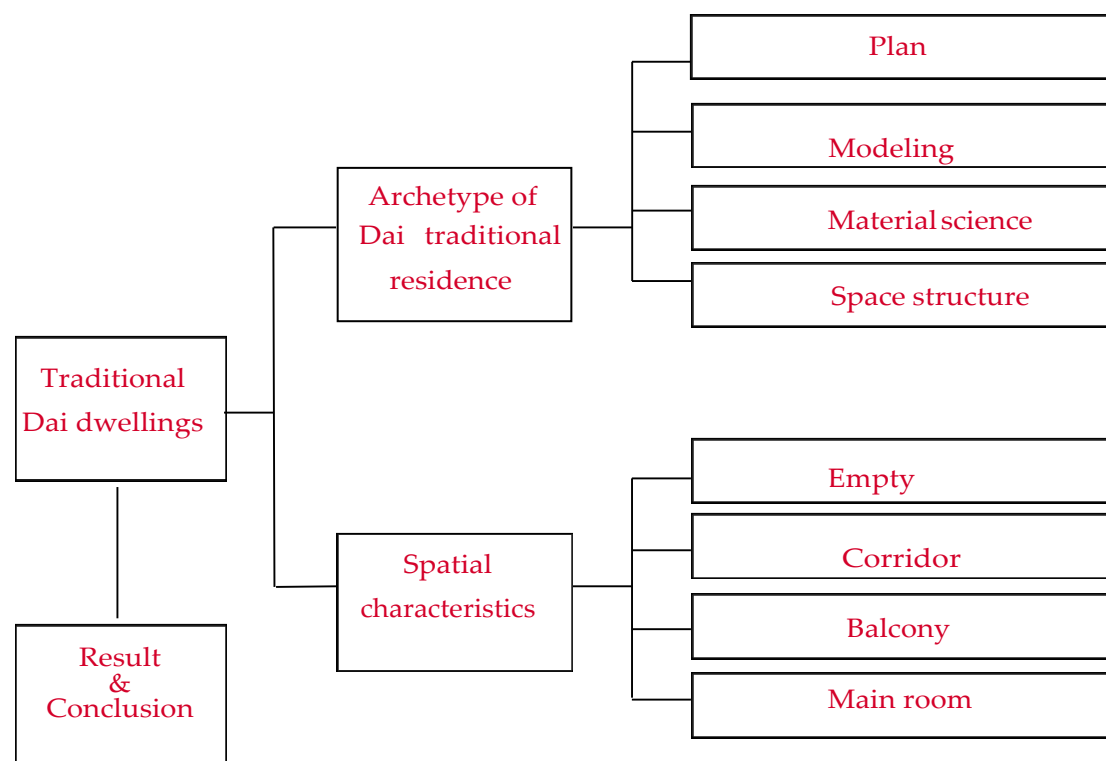 Traditional
Dai dwellings
Result
&
Conclusion
Archetype of
Dai traditional
residence
Plan
Modeling
Material science
Space structure
Spatial
characteristics
Empty
Corridor
Balcony
Main room